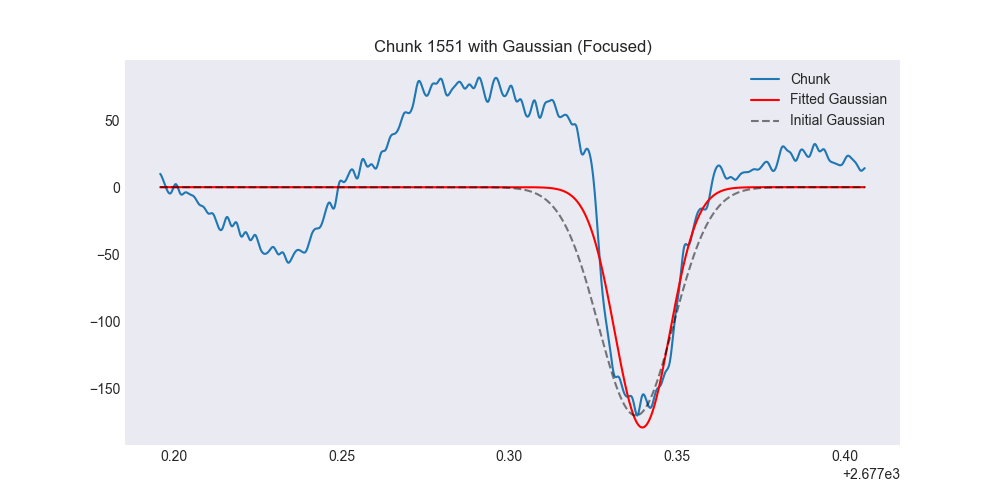 Chunk 1551 with Gaussian (Focused)
Chunk
Fitted Gaussian
Initial Gaussian
50
0
−50
−100
−150
0.20 0.25 0.30 0.35 0.40
+2.677e3